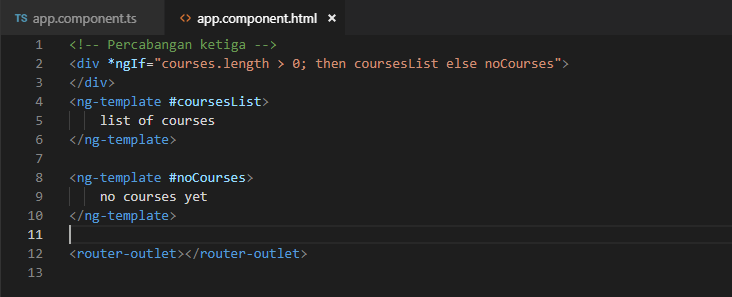 TS app.component.ts
<> app.component.html ×
1 <!-- Percabangan ketiga -->
2 <div *ngIf="courses.length > 0; then coursesList else noCourses">
3 </div>
4 <ng-template #coursesList>
5 list of courses
6 </ng-template>
7
8 <ng-template #noCourses>
9 no courses yet
10 </ng-template>
11
12 <router-outlet></router-outlet>
13